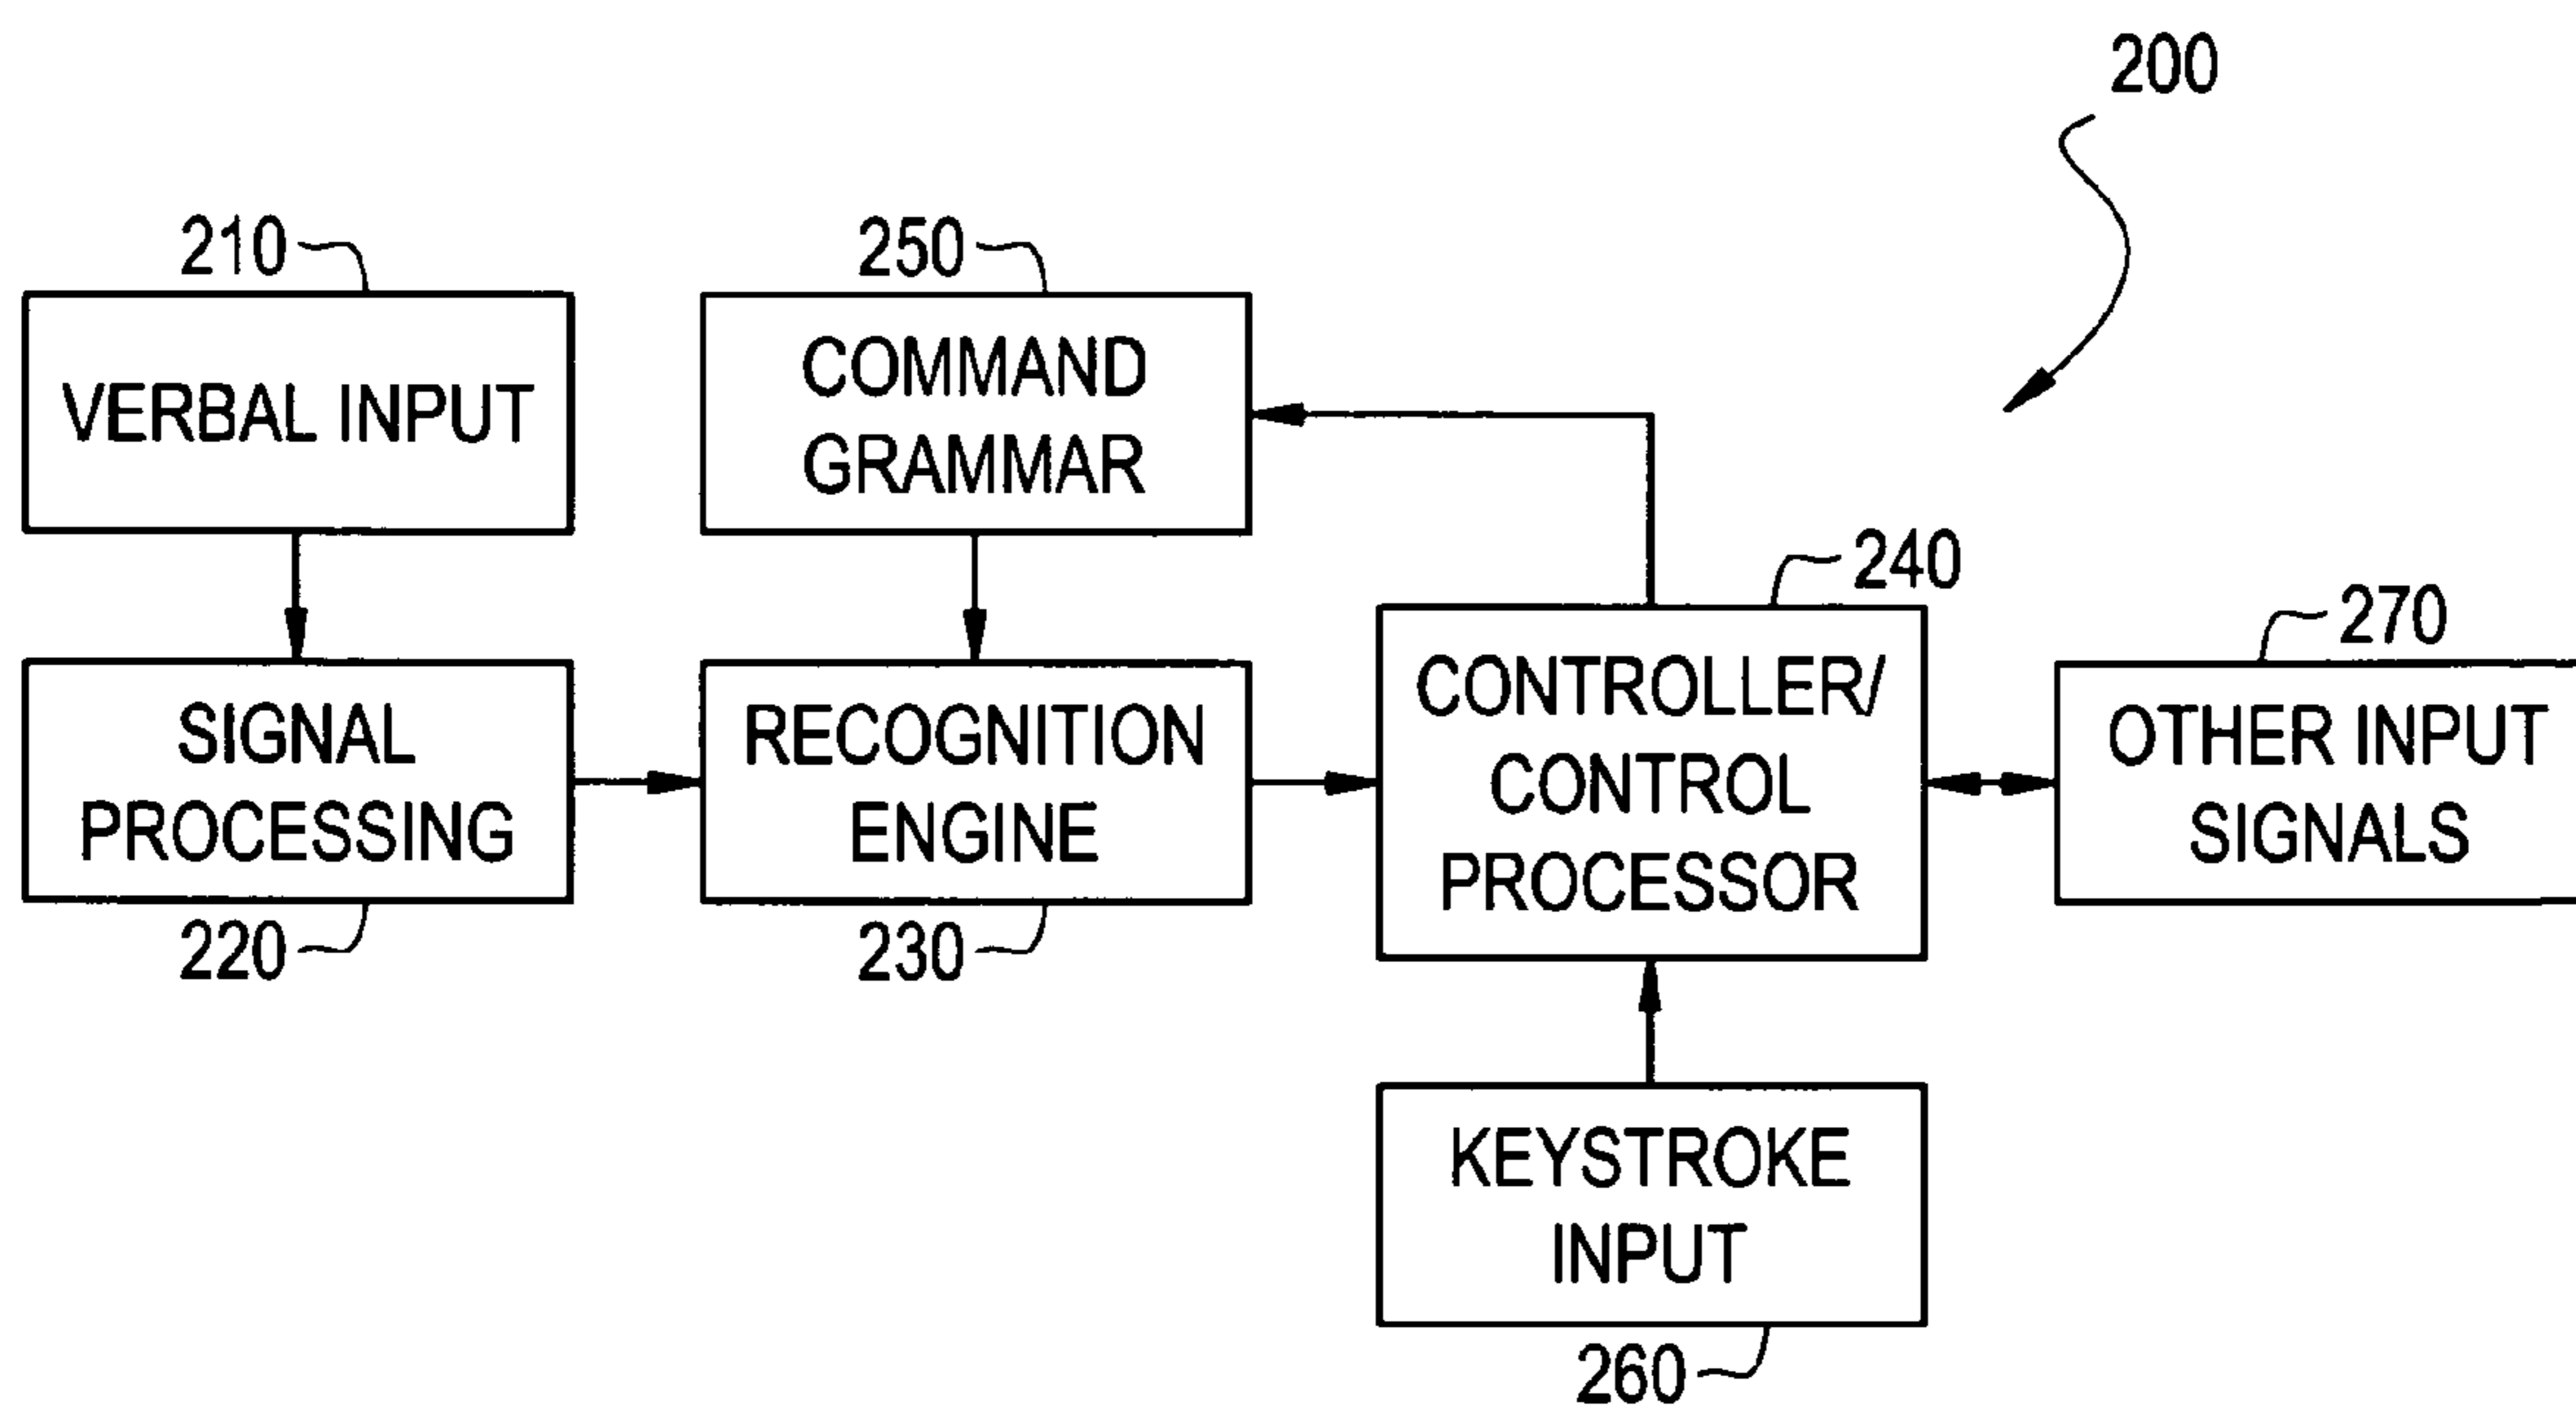 200
210
VERBAL INPUT
250
COMMAND
GRAMMAR
SIGNAL
PROCESSING
220
RECOGNITION
ENGINE
230
240
CONTROLLER/
CONTROL
PROCESSOR
270
OTHER INPUT
SIGNALS
KEYSTROKE
INPUT
260